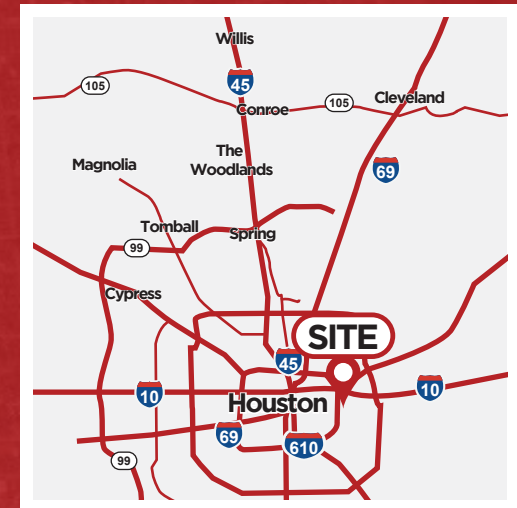 Willis
45
105
Conroe
105
Cleveland
The
Woodlands
69
Magnolia
Tomball
99
Spring
Cypress
SITE
45
10
Houston
10
69
610
99